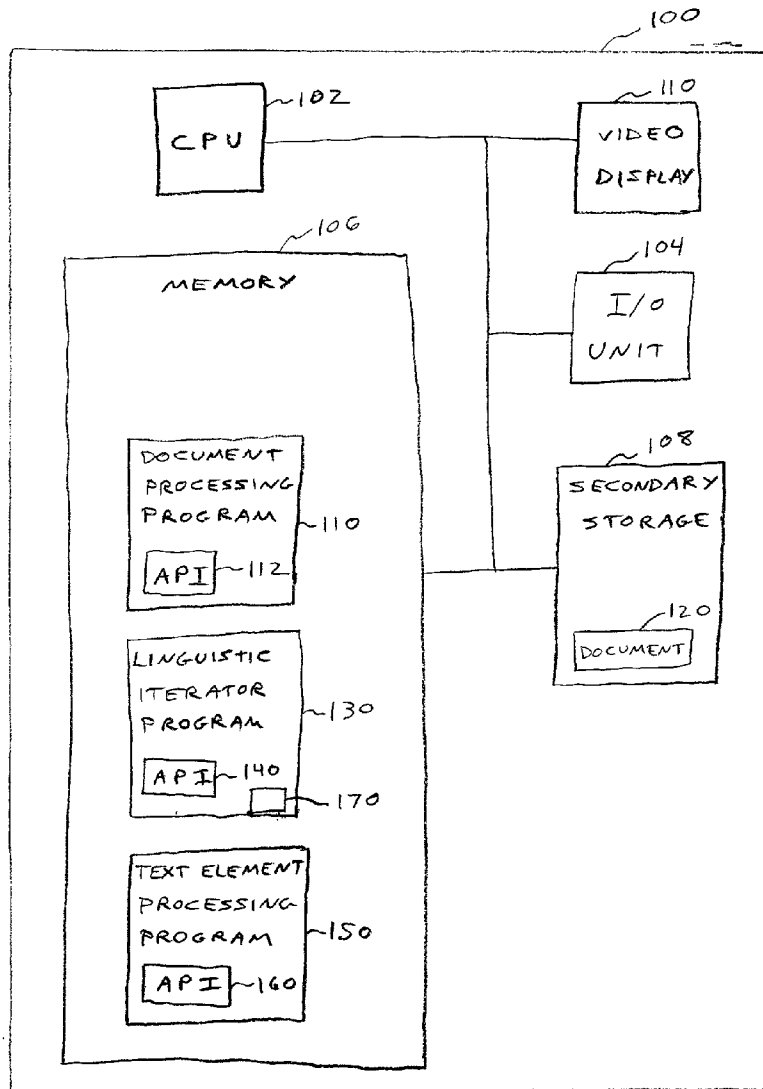 100
102
CPU
110
VIDEO
DISPLAY
106
MEMORY
104
I/O
UNIT
DOCUMENT
PROCESSING
PROGRAM
110
API
112
108
SECONDARY
STORAGE
120
DOCUMENT
LINGUISTIC
ITERATOR
PROGRAM
130
API
140
170
TEXT ELEMENT
PROCESSING
PROGRAM
150
API
160